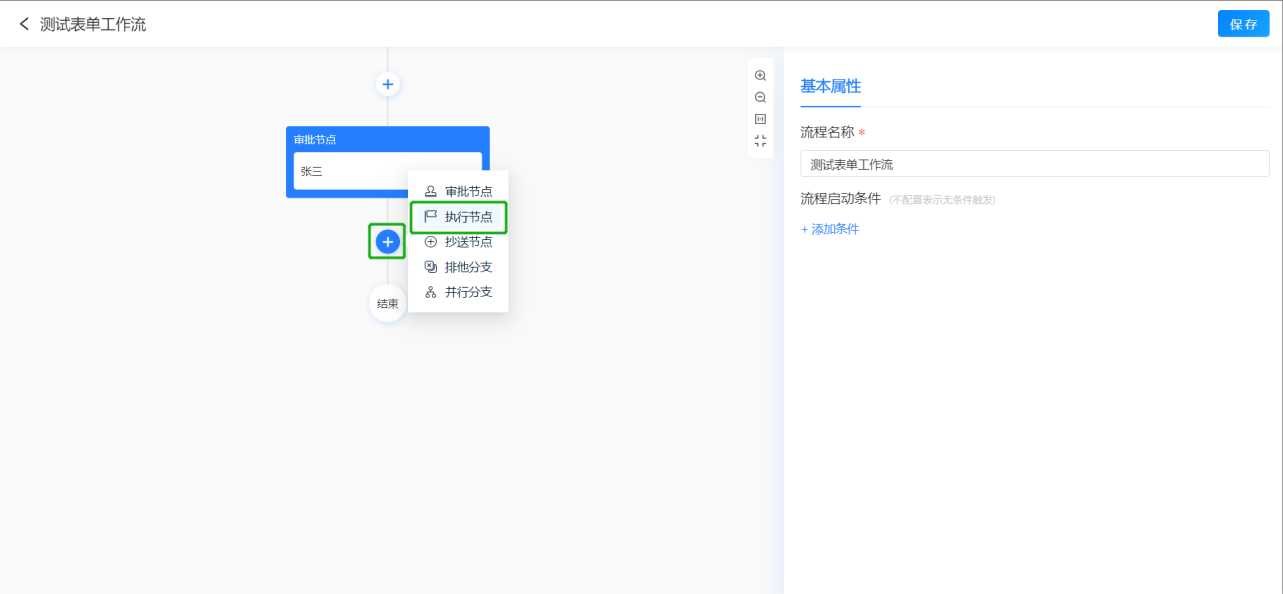 测试表单工作流
保存
审批节点
张三
审批节点
执行节点
抄送节点
排他分支
并行分支
结束
基本属性
流程名称 *
测试表单工作流
流程启动条件 (不配置表示无条件触发)
+ 添加条件